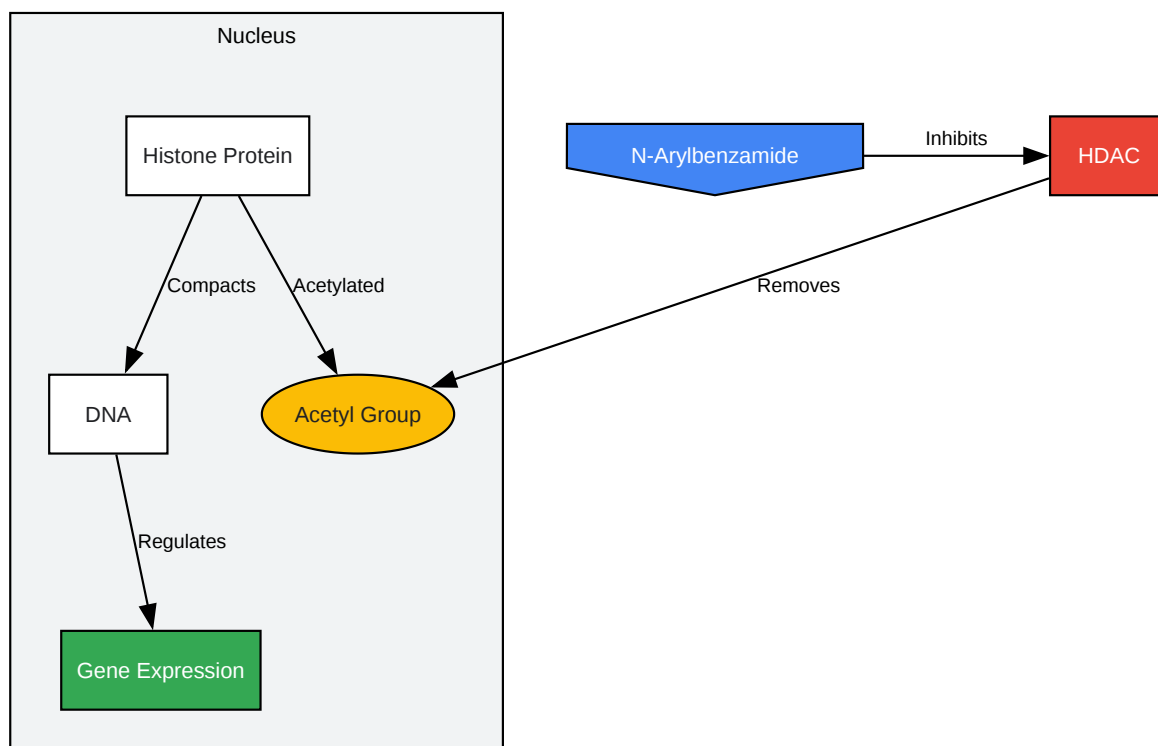 Nucleus
Histone Protein
N-Arylbenzamide
Inhibits
HDAC
Compacts
Acetylated
Removes
DNA
Acetyl Group
Regulates
Gene Expression